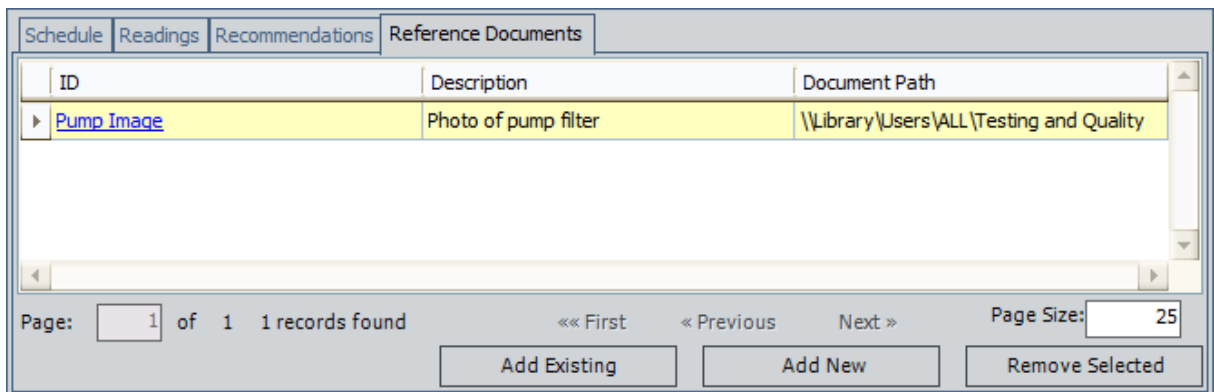 Schedule Readings Recommendations Reference Documents
ID Description Document Path
Pump Image Photo of pump filter \\Library\Users\ALL\Testing and Quality
Page: 1 of 1 1 records found «« First « Previous Next » Page Size: 25
Add Existing Add New Remove Selected